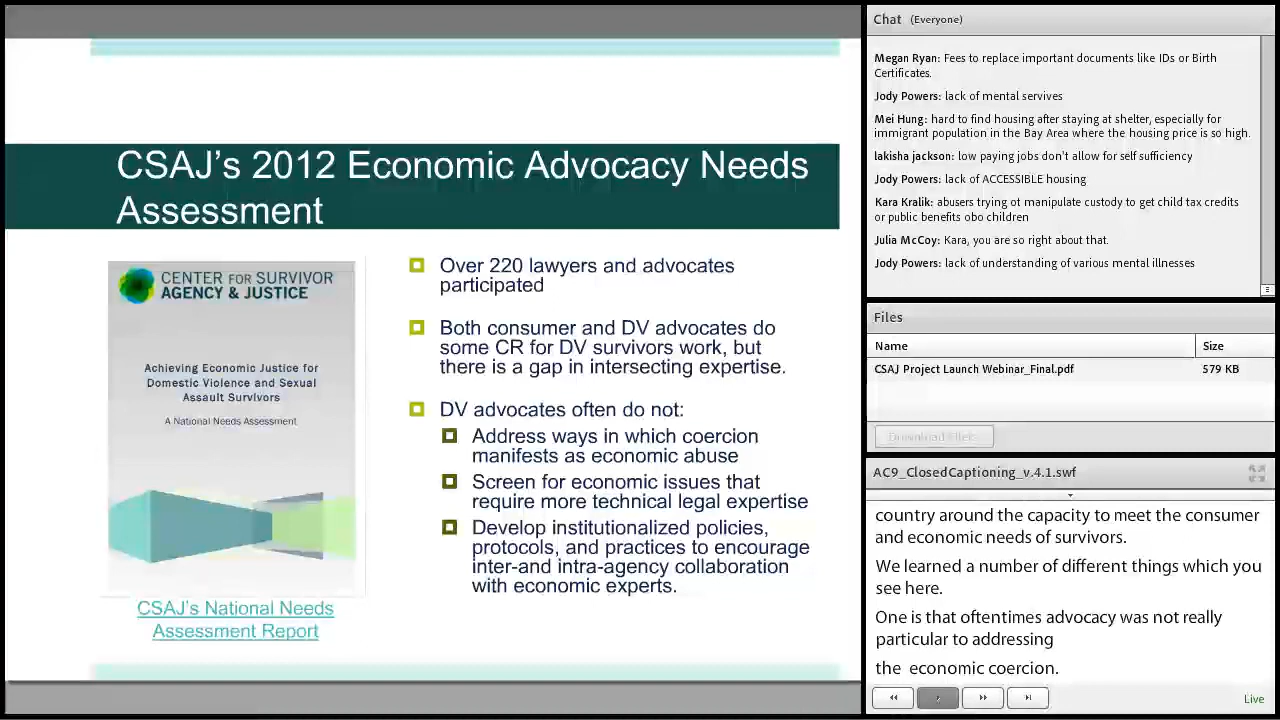 CSAJ's 2012 Economic Advocacy Needs
Assessment
CENTER FOR SURVIVOR
AGENCY & JUSTICE
Achieving Economic Justice for
Domestic Violence and Sexual
Assault Survivors
A National Needs Assessment
CSAJ's National Needs
Assessment Report
Over 220 lawyers and advocates
participated
Both consumer and DV advocates do
some CR for DV survivors work, but
there is a gap in intersecting expertise.
DV advocates often do not:
Address ways in which coercion
manifests as economic abuse
Screen for economic issues that
require more technical legal expertise
Develop institutionalized policies,
protocols, and practices to encourage
inter-and intra-agency collaboration
with economic experts.
Chat (Everyone)
Megan Ryan: Fees to replace important documents like IDs or Birth
Certificates.
Jody Powers: lack of mental servives
Mei Hung: hard to find housing after staying at shelter, especially for
immigrant population in the Bay Area where the housing price is so high.
lakisha jackson: low paying jobs don't allow for self sufficiency
Jody Powers: lack of ACCESSIBLE housing
Kara Kralik: abusers trying ot manipulate custody to get child tax credits
or public benefits obo children
Julia McCoy: Kara, you are so right about that.
Jody Powers: lack of understanding of various mental illnesses
Files
Name Size
CSAJ Project Launch Webinar_Final.pdf 579 KB
Download File(s)
AC9_ClosedCaptioning_v.4.1.swf
country around the capacity to meet the consumer
and economic needs of survivors.
We learned a number of different things which you
see here.
One is that oftentimes advocacy was not really
particular to addressing
the economic coercion.
Live